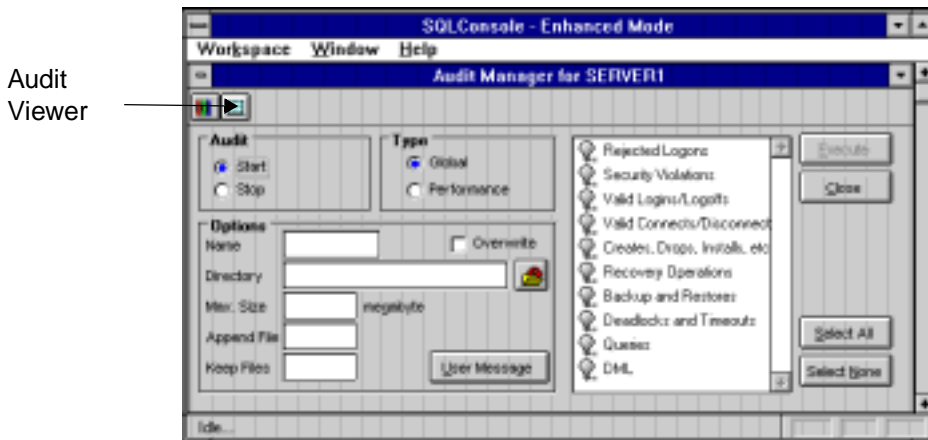 Audit
Viewer
SQLConsole - Enhanced Mode
Workspace Window Help
Audit Manager for SERVER1
Audit
Start
Stop
Type
Global
Performance
Options
Name
Overwrite
Directory
Max. Size
megabyte
Append File
Keep Files
User Message
Rejected Logons
Security Violations
Valid Logins/Logoffs
Valid Connects/Disconnect
Creates, Drops, Installs, etc
Recovery Operations
Backup and Restores
Deadlocks and Timeouts
Queries
DML
Execute
Close
Select All
Select None
Idle...